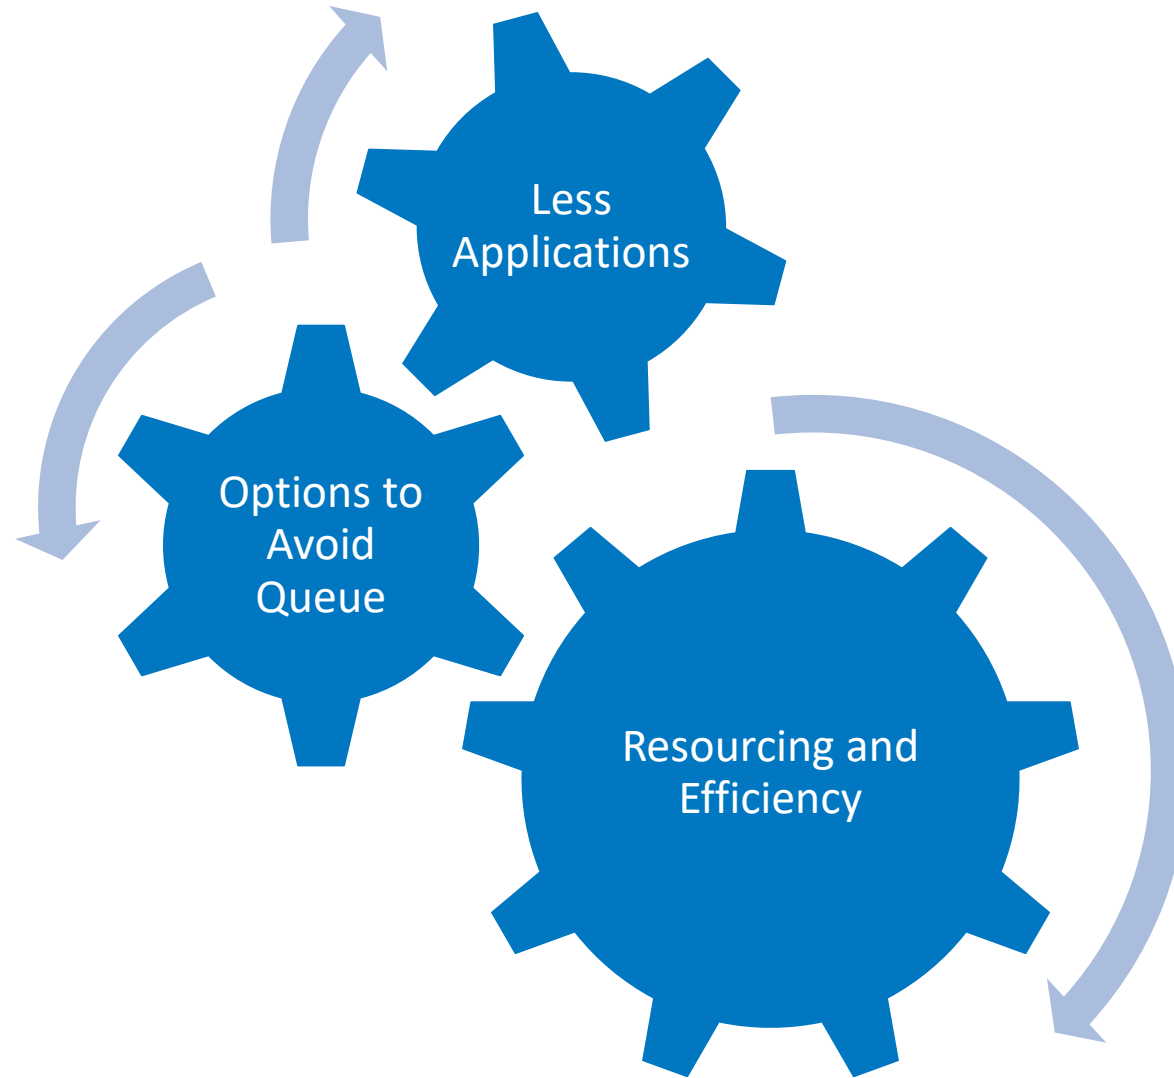 Less
Applications
Options to
Avoid
Queue
Resourcing and
Efficiency